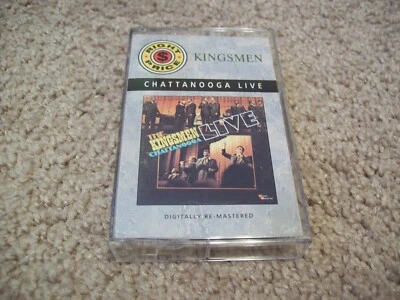 RIGHT
$
PRICE
KINGSMEN
CHATTANOOGA LIVE
THE
KINGSMEN
LIVE
CHATTANOOGA
DIGITALLY RE-MASTERED